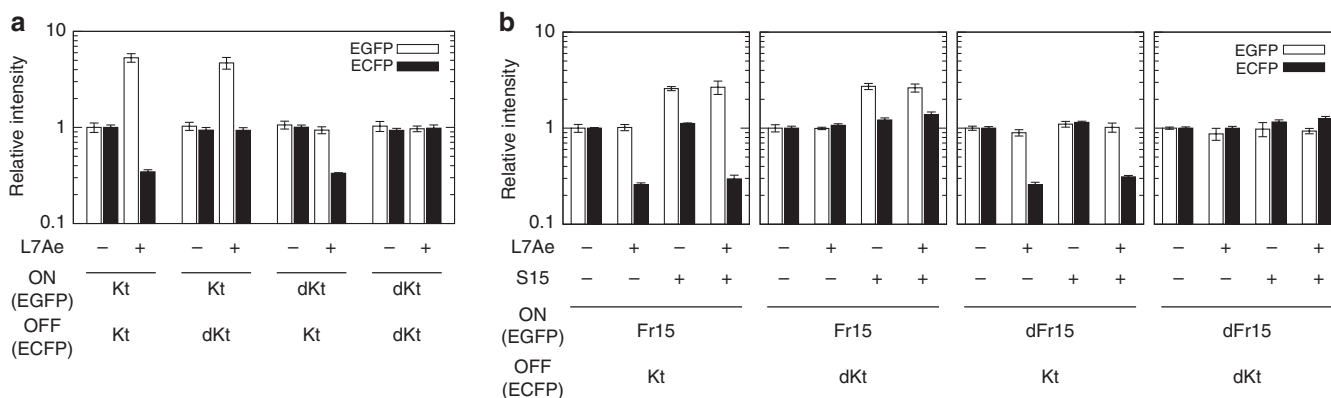 a
10
1
0.1
Relative intensity
EGFP
ECFP
L7Ae – + – + – + – +
ON (EGFP) Kt Kt dKt dKt
OFF (ECFP) Kt dKt Kt dKt
b
10
1
0.1
Relative intensity
EGFP
ECFP
L7Ae – + – + – + – + – + – + – + – +
S15 – – + + – – + + – – + + – – + +
ON (EGFP) Fr15 Fr15 dFr15 dFr15
OFF (ECFP) Kt dKt Kt dKt